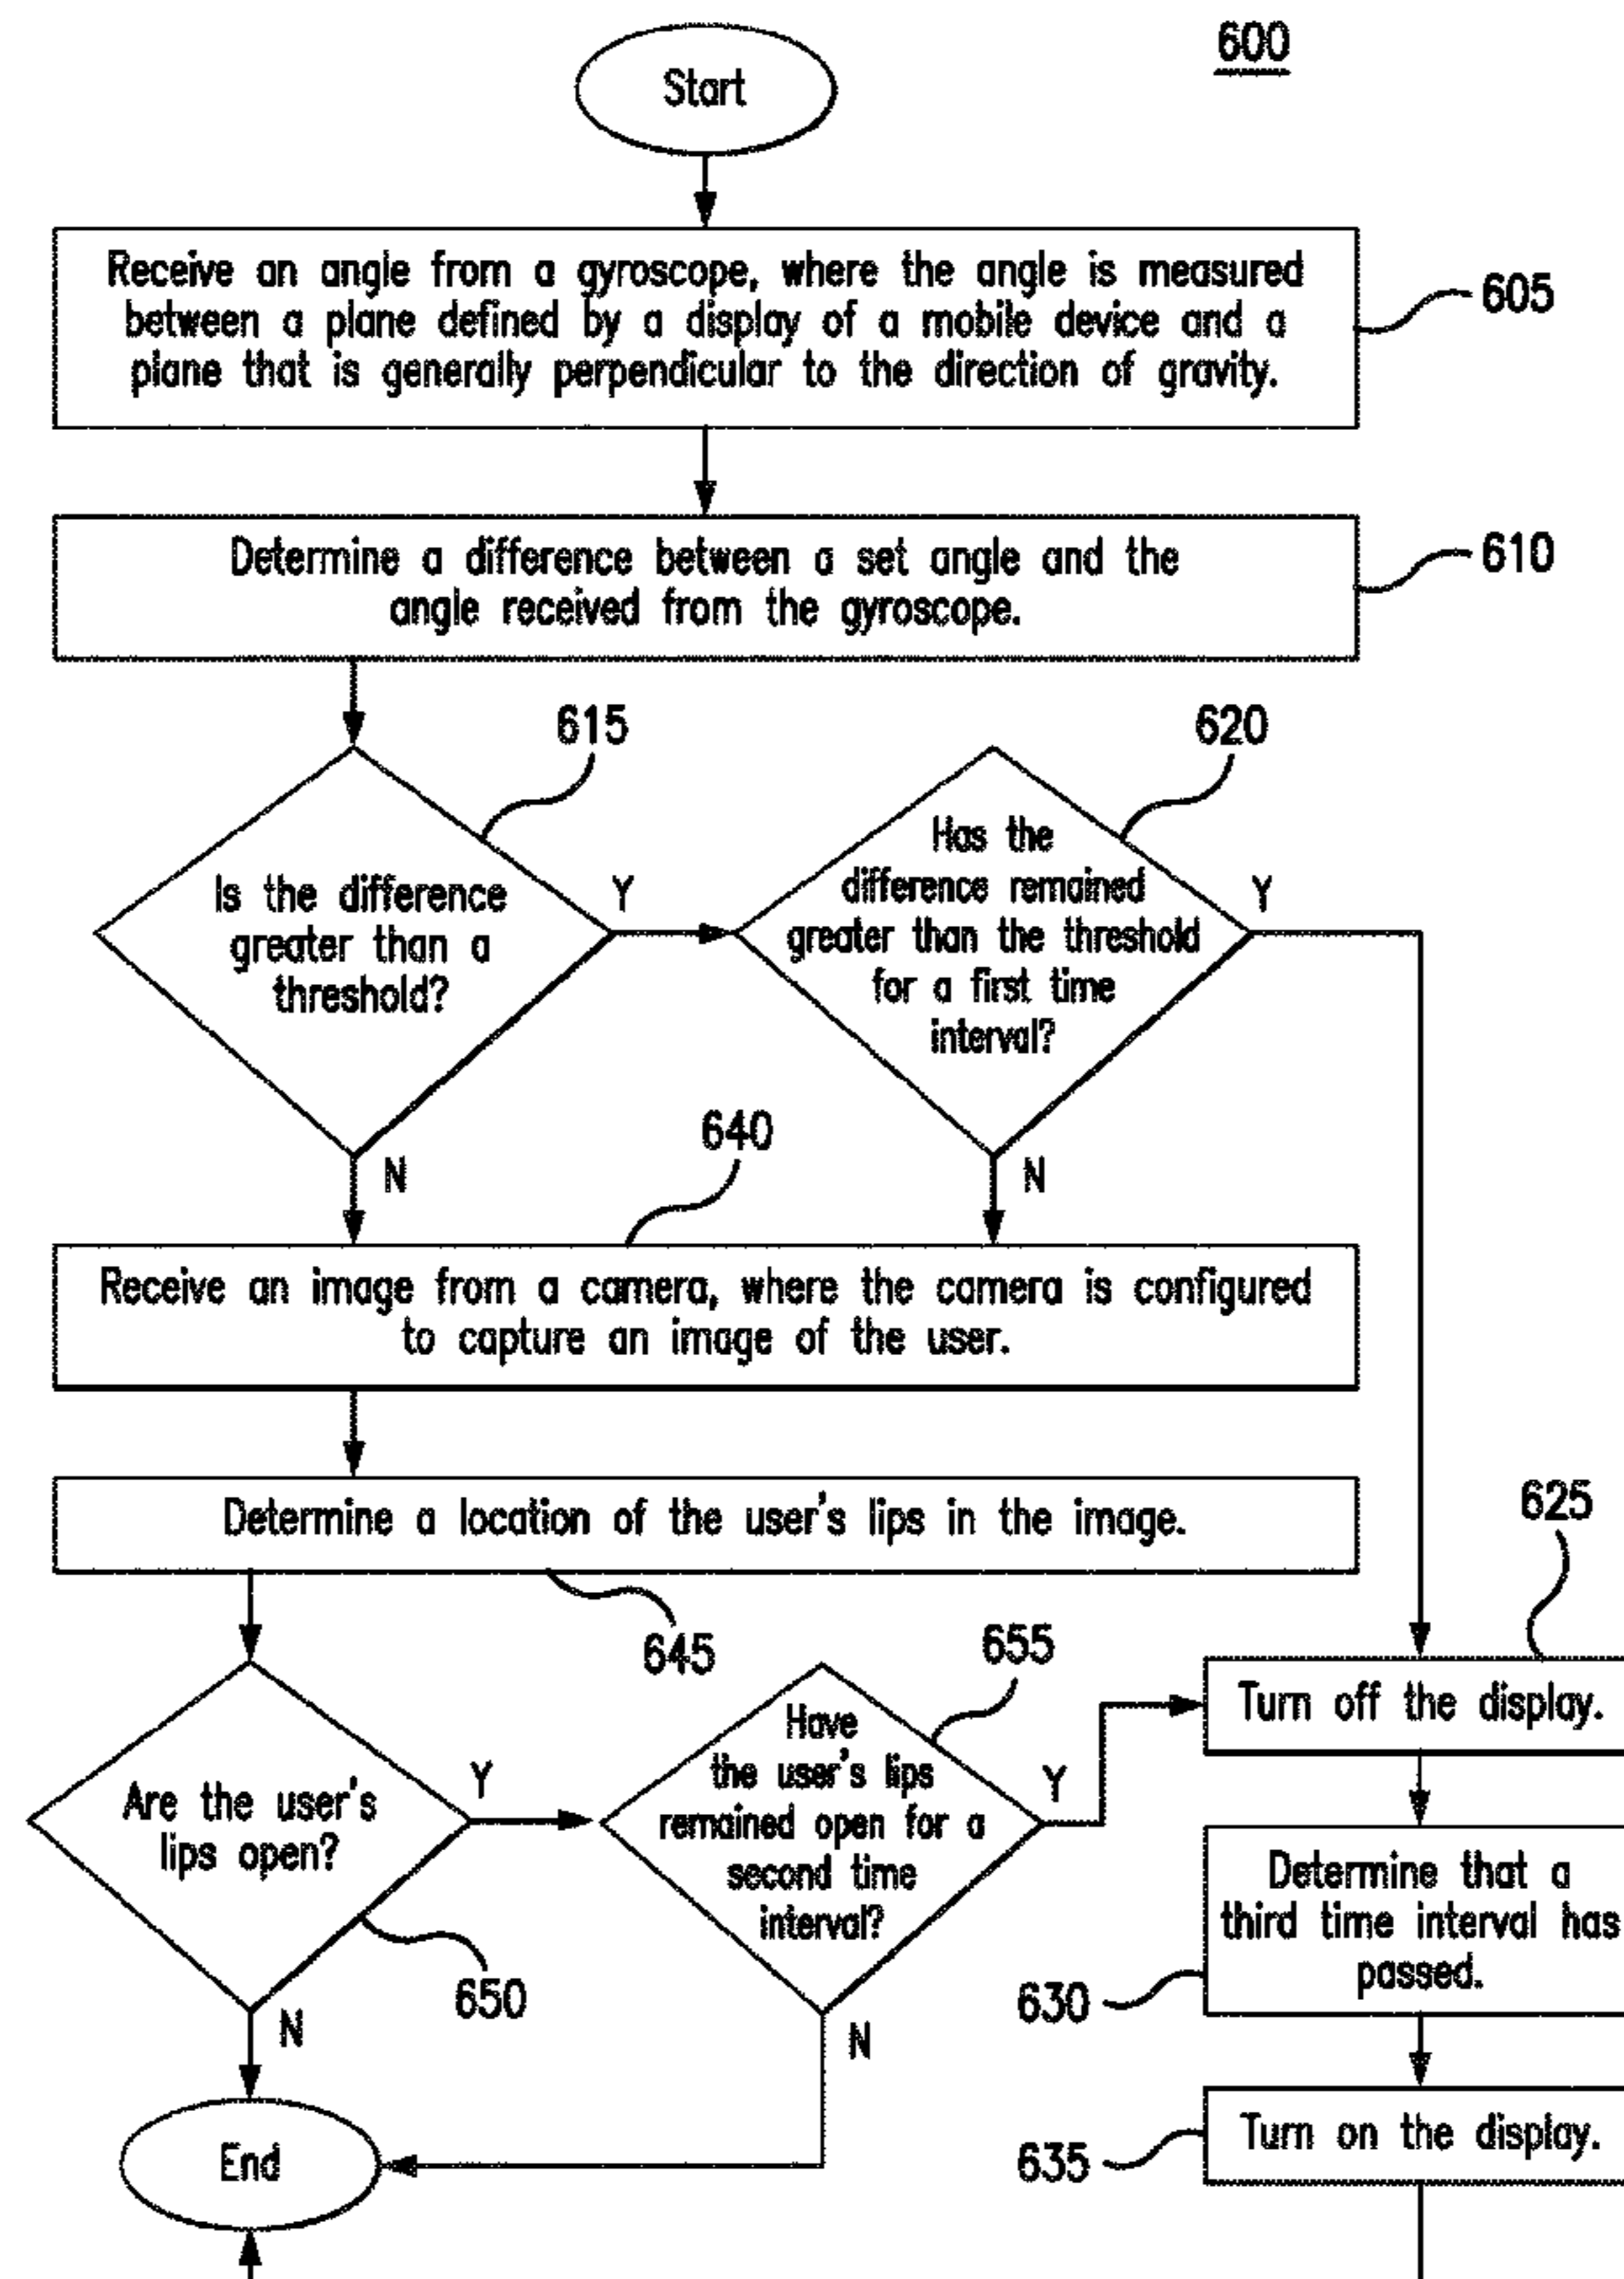 600
Start
Receive an angle from a gyroscope, where the angle is measured
between a plane defined by a display of a mobile device and a
plane that is generally perpendicular to the direction of gravity.
605
Determine a difference between a set angle and the
angle received from the gyroscope.
610
615
620
Is the difference
greater than a
threshold?
Y
N
Has the
difference remained
greater than the threshold
for a first time
interval?
Y
N
640
Receive an image from a camera, where the camera is configured
to capture an image of the user.
Determine a location of the user's lips in the image.
645
Are the user's
lips open?
650
Y
N
655
Have
the user's lips
remained open for a
second time
interval?
Y
N
625
Turn off the display.
Determine that a
third time interval has
passed.
630
Turn on the display.
635
End